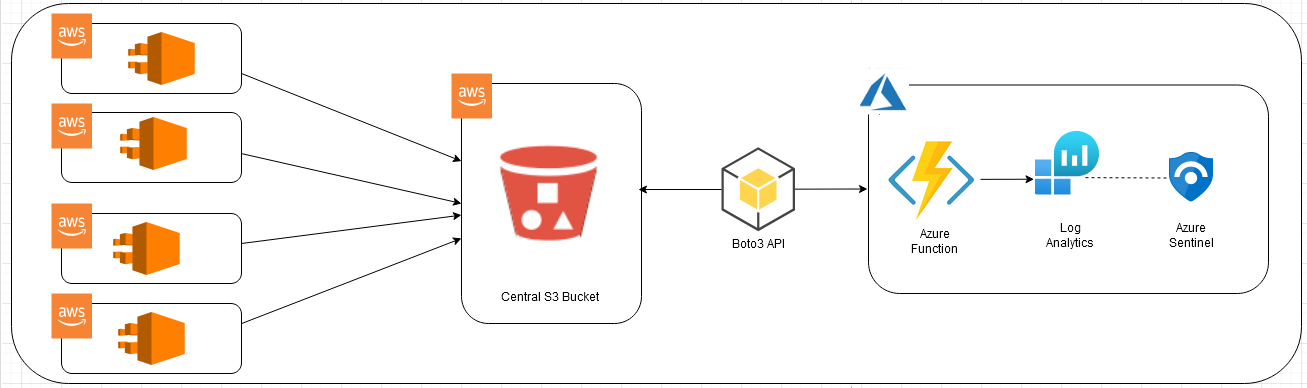 aws
aws
aws
aws
aws
Central S3 Bucket
Boto3 API
Azure
Function
Log
Analytics
Azure
Sentinel